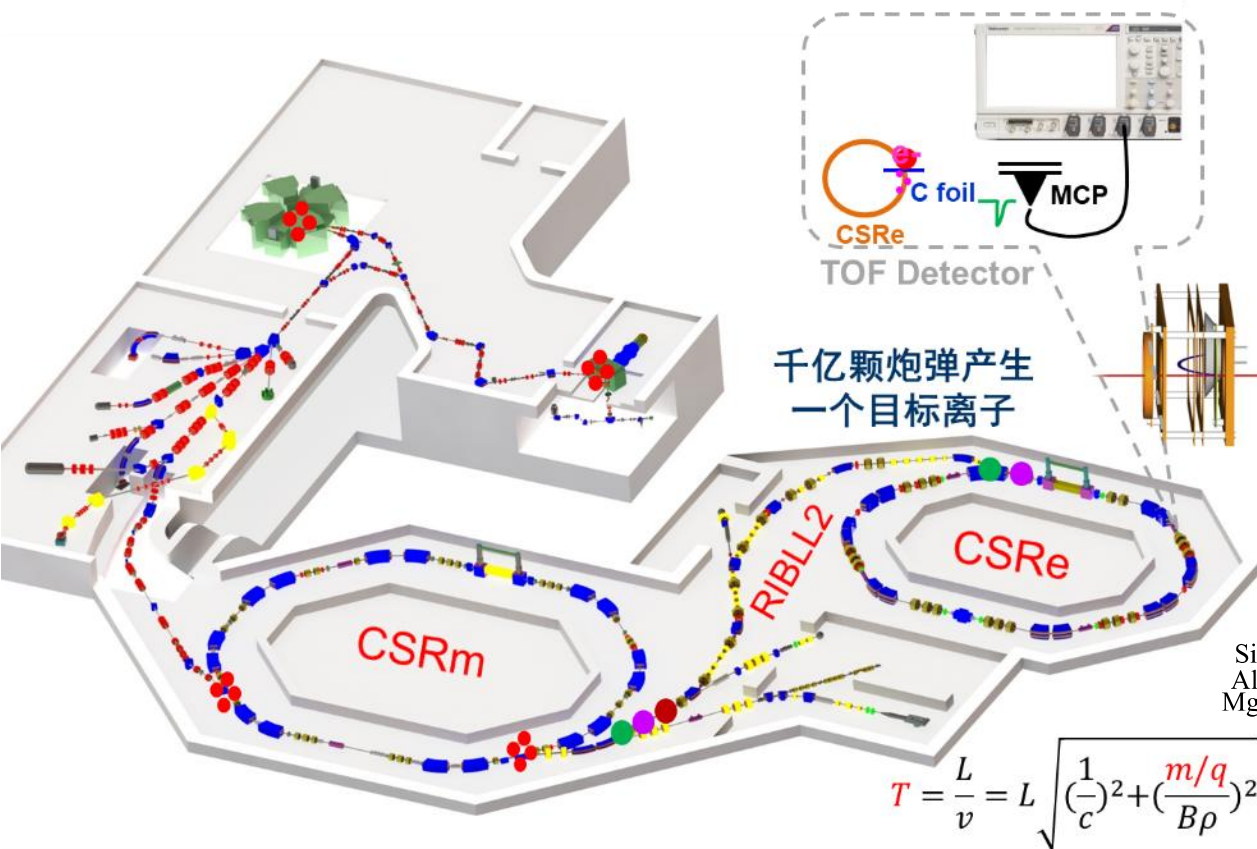 Tektronix
e-
C foil
MCP
CSRe
TOF Detector
千亿颗炮弹产生
一个目标离子
RIBLL2
CSRe
CSRm
Si
Al
Mg
T = L/v = L√((1/c)²+((m/q)/Bρ)²